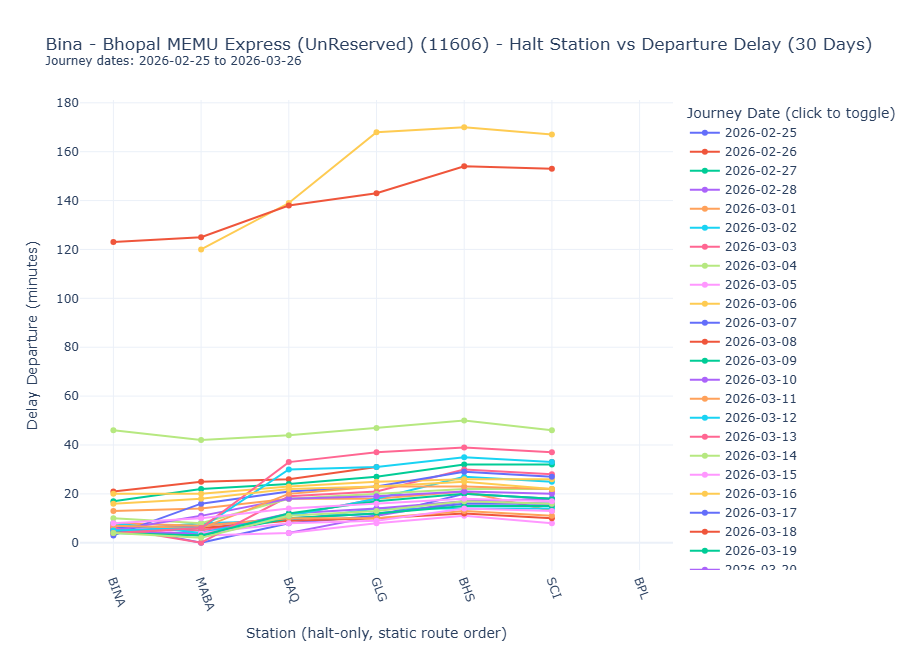 Bina - Bhopal MEMU Express (UnReserved) (11606) - Halt Station vs Departure Delay (30 Days)
Journey dates: 2026-02-25 to 2026-03-26
Journey Date (click to toggle)
2026-02-25
2026-02-26
2026-02-27
2026-02-28
2026-03-01
2026-03-02
2026-03-03
2026-03-04
2026-03-05
2026-03-06
2026-03-07
2026-03-08
2026-03-09
2026-03-10
2026-03-11
2026-03-12
2026-03-13
2026-03-14
2026-03-15
2026-03-16
2026-03-17
2026-03-18
2026-03-19
2026-03-20
Delay Departure (minutes)
180
160
140
120
100
80
60
40
20
0
BINA
MABA
BAQ
GLG
BHS
SCI
BPL
Station (halt-only, static route order)